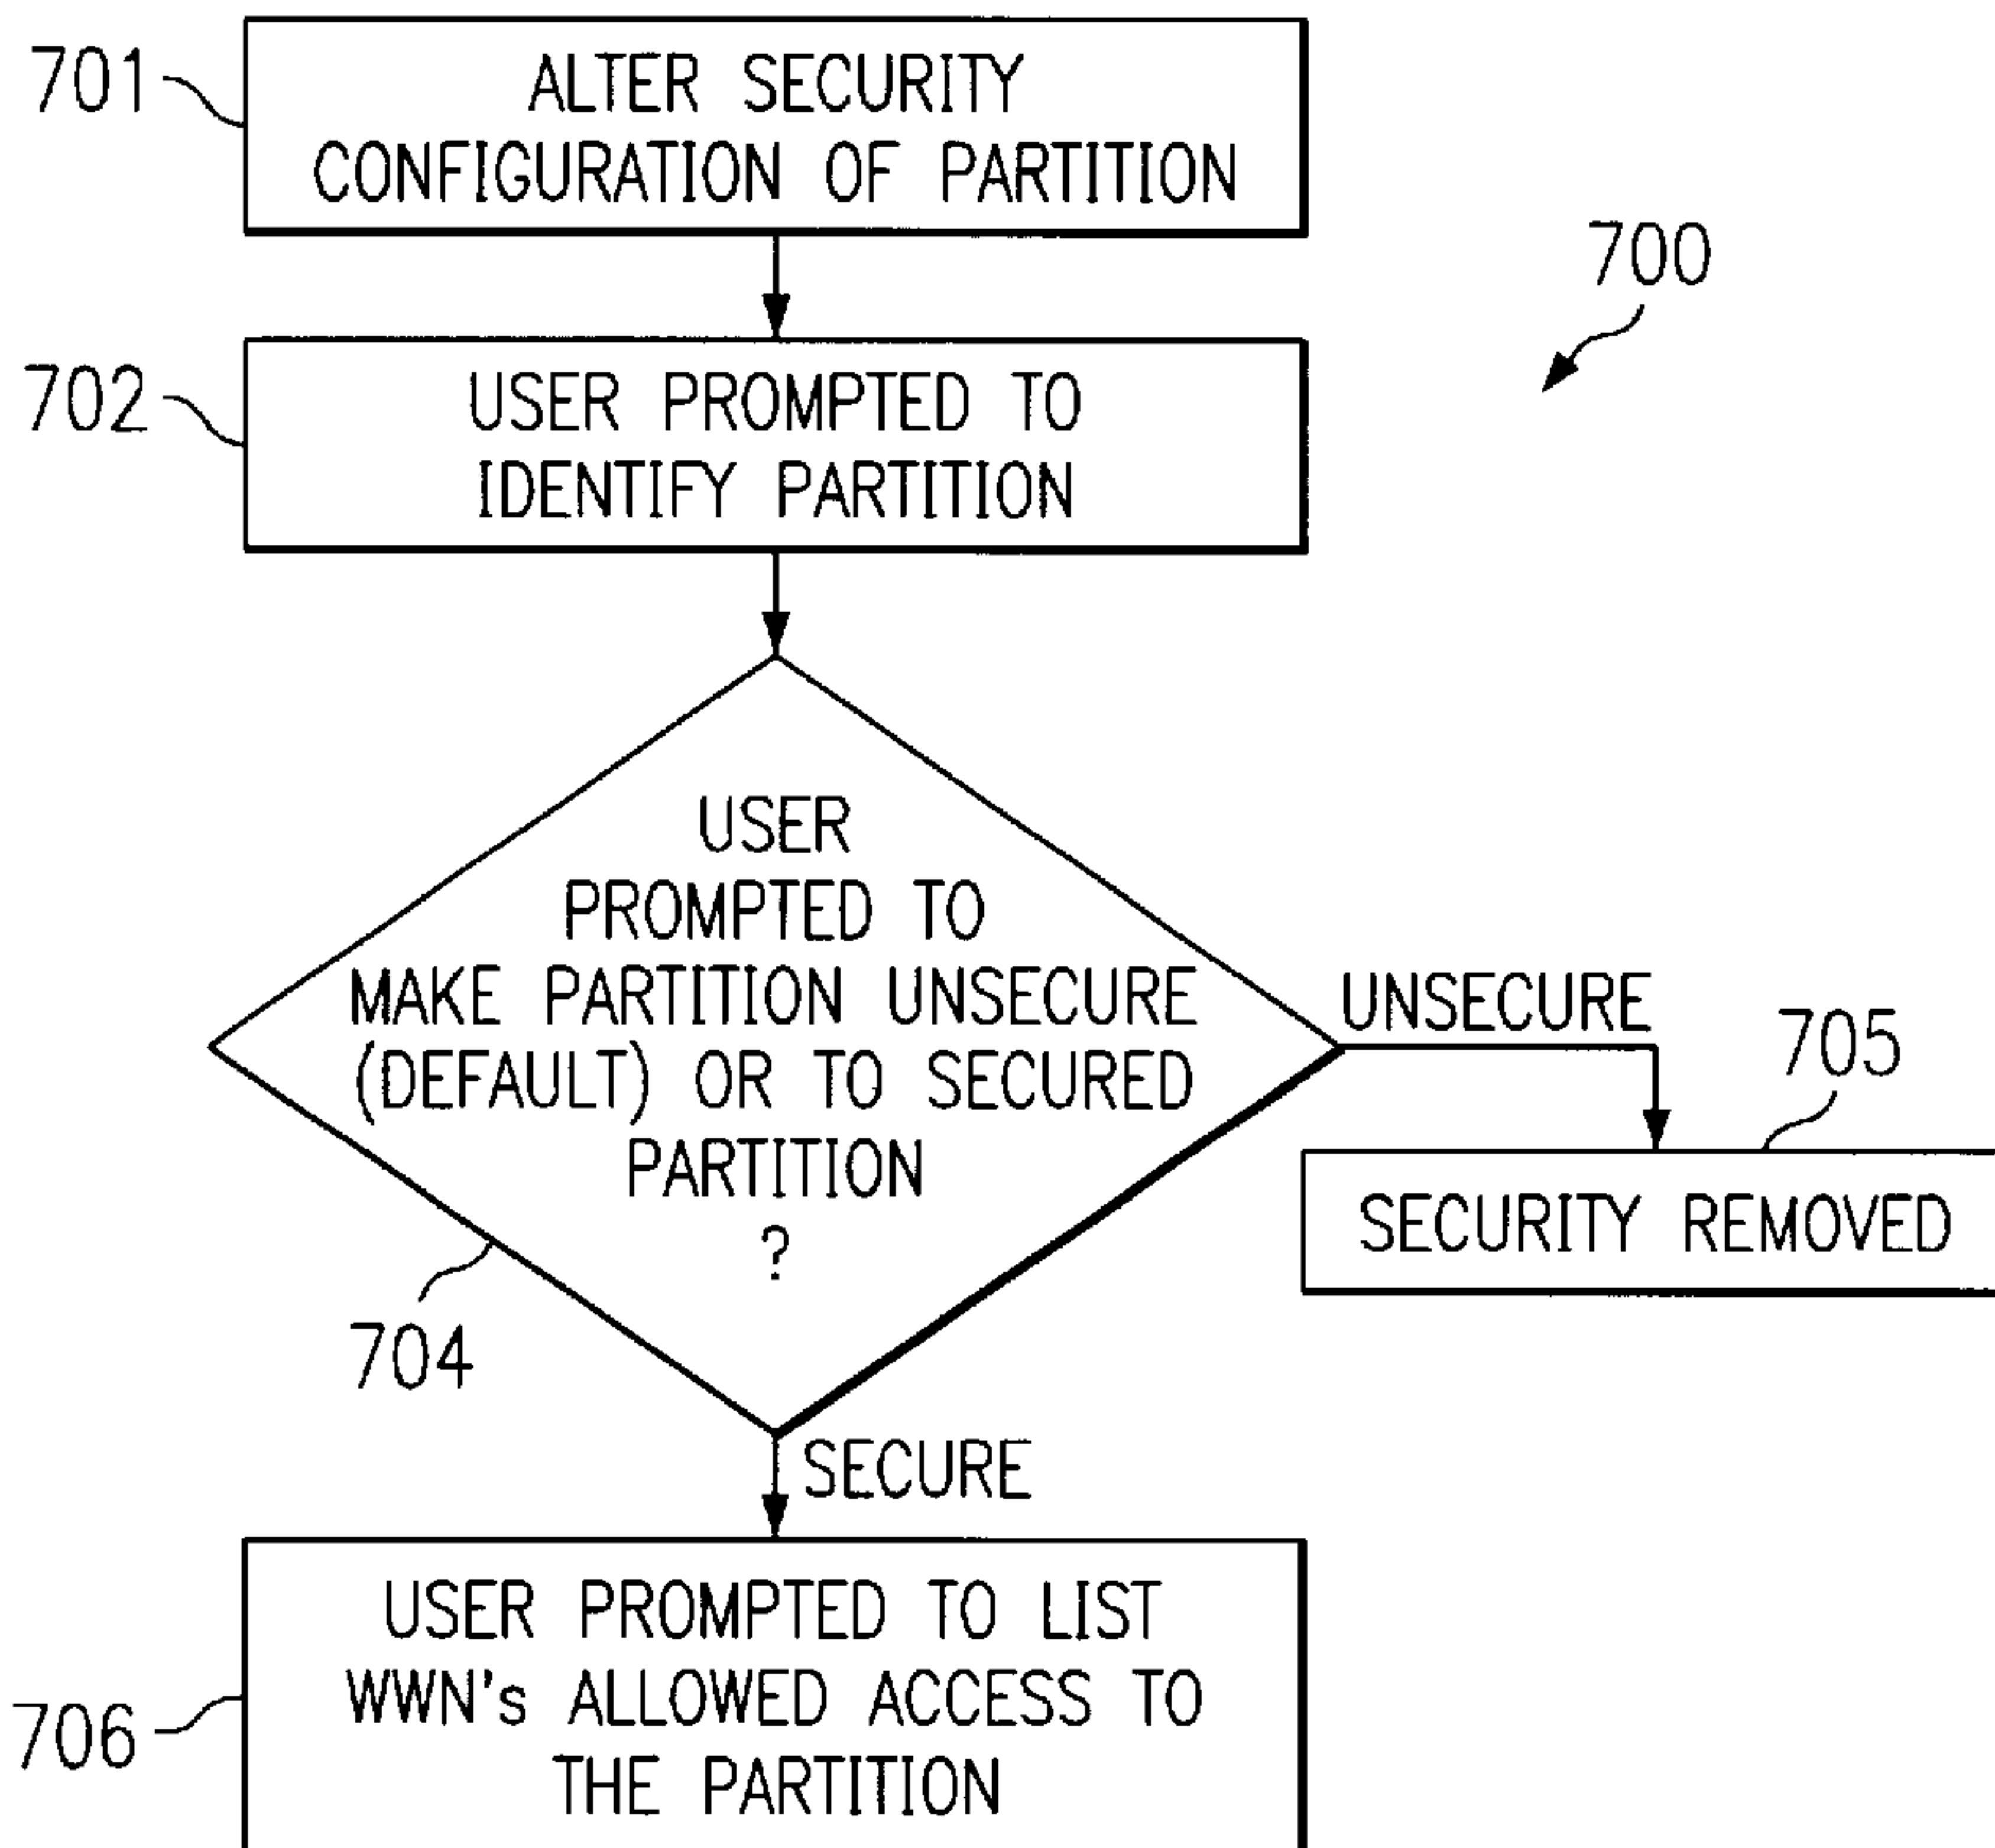 701
ALTER SECURITY
CONFIGURATION OF PARTITION
700
702
USER PROMPTED TO
IDENTIFY PARTITION
USER
PROMPTED TO
MAKE PARTITION UNSECURE
(DEFAULT) OR TO SECURED
PARTITION
?
704
UNSECURE
705
SECURITY REMOVED
SECURE
706
USER PROMPTED TO LIST
WWN's ALLOWED ACCESS TO
THE PARTITION